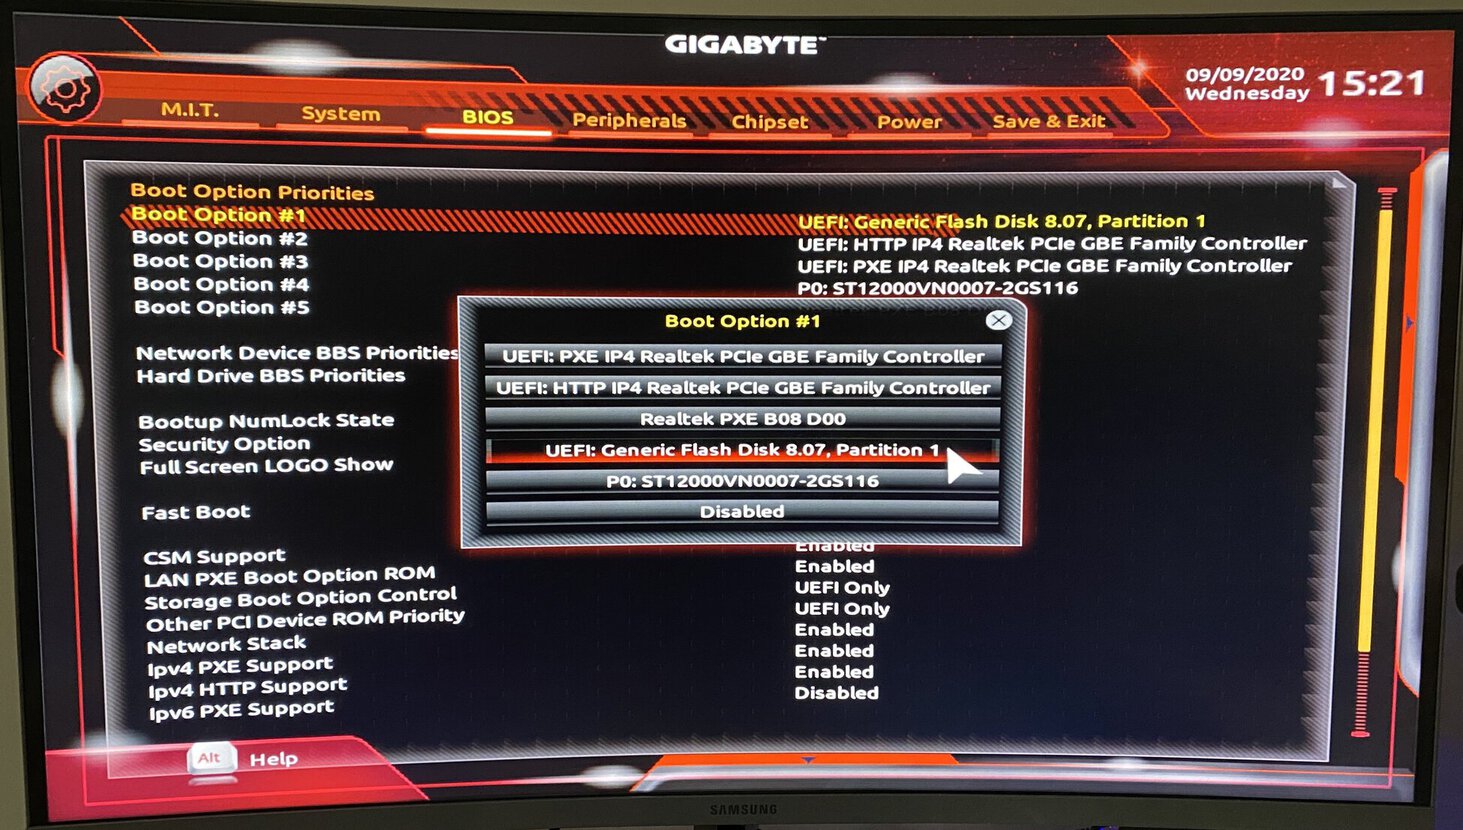 GIGABYTE™
09/09/2020 15:21
Wednesday
M.I.T. System BIOS Peripherals Chipset Power Save & Exit
Boot Option Priorities
Boot Option #1 UEFI: Generic Flash Disk 8.07, Partition 1
Boot Option #2 UEFI: HTTP IP4 Realtek PCIe GBE Family Controller
Boot Option #3 UEFI: PXE IP4 Realtek PCIe GBE Family Controller
Boot Option #4 P0: ST12000VN0007-2GS116
Boot Option #5
Network Device BBS Priorities
Hard Drive BBS Priorities
Bootup NumLock State
Security Option
Full Screen LOGO Show
Fast Boot
Boot Option #1
UEFI: PXE IP4 Realtek PCIe GBE Family Controller
UEFI: HTTP IP4 Realtek PCIe GBE Family Controller
Realtek PXE B08 D00
UEFI: Generic Flash Disk 8.07, Partition 1
P0: ST12000VN0007-2GS116
Disabled
CSM Support Enabled
LAN PXE Boot Option ROM Enabled
Storage Boot Option Control UEFI Only
Other PCI Device ROM Priority UEFI Only
Network Stack Enabled
Ipv4 PXE Support Enabled
Ipv4 HTTP Support Enabled
Ipv6 PXE Support Disabled
Alt Help
SAMSUNG